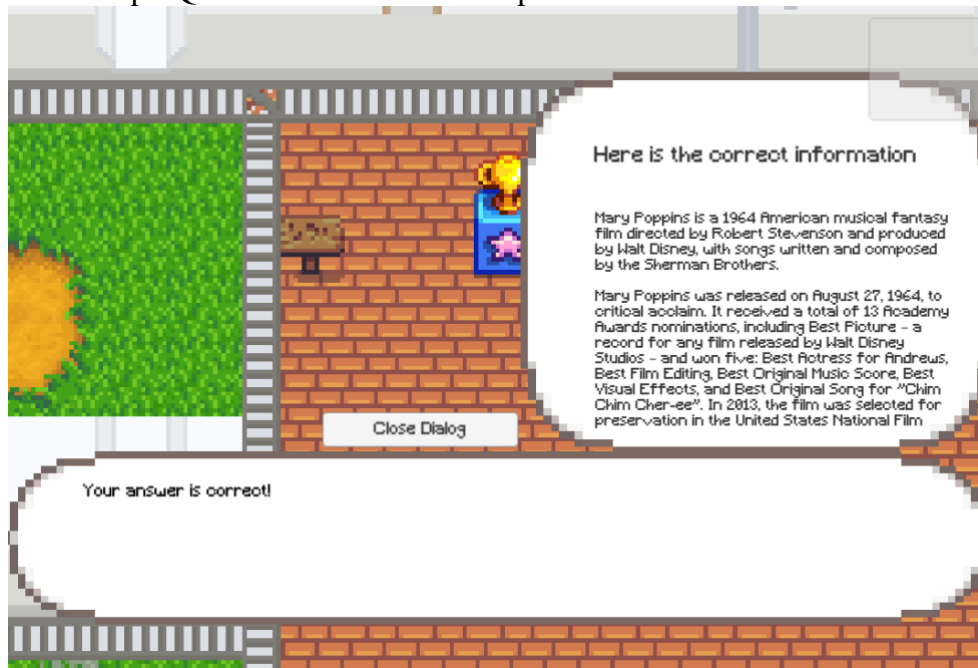 Here is the correct information
Mary Poppins is a 1964 American musical fantasy
film directed by Robert Stevenson and produced
by Walt Disney, with songs written and composed
by the Sherman Brothers.
Mary Poppins was released on August 27, 1964, to
critical acclaim. It received a total of 13 Academy
Awards nominations, including Best Picture - a
record for any film released by Walt Disney
Studios - and won five: Best Actress for Andrews,
Best Film Editing, Best Original Music Score, Best
Visual Effects, and Best Original Song for "Chim
Chim Cher-ee". In 2013, the film was selected for
preservation in the United States National Film
Close Dialog
Your answer is correct!